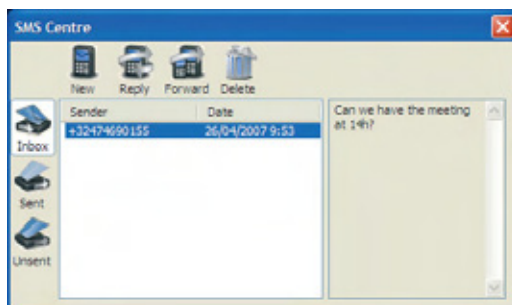 SMS Centre
New Reply Forward Delete
Inbox
Sent
Unsent
Sender Date
+32474690155 26/04/2007 9:53
Can we have the meeting
at 14h?